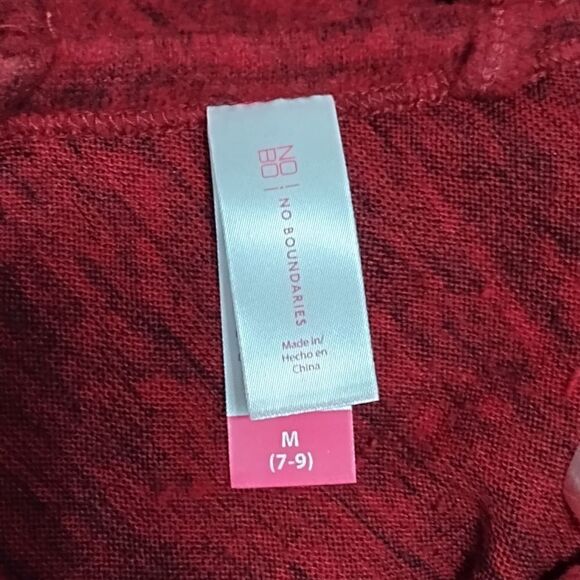 NO
BO
NO BOUNDARIES
Made in/
Hecho en
China
M
(7-9)